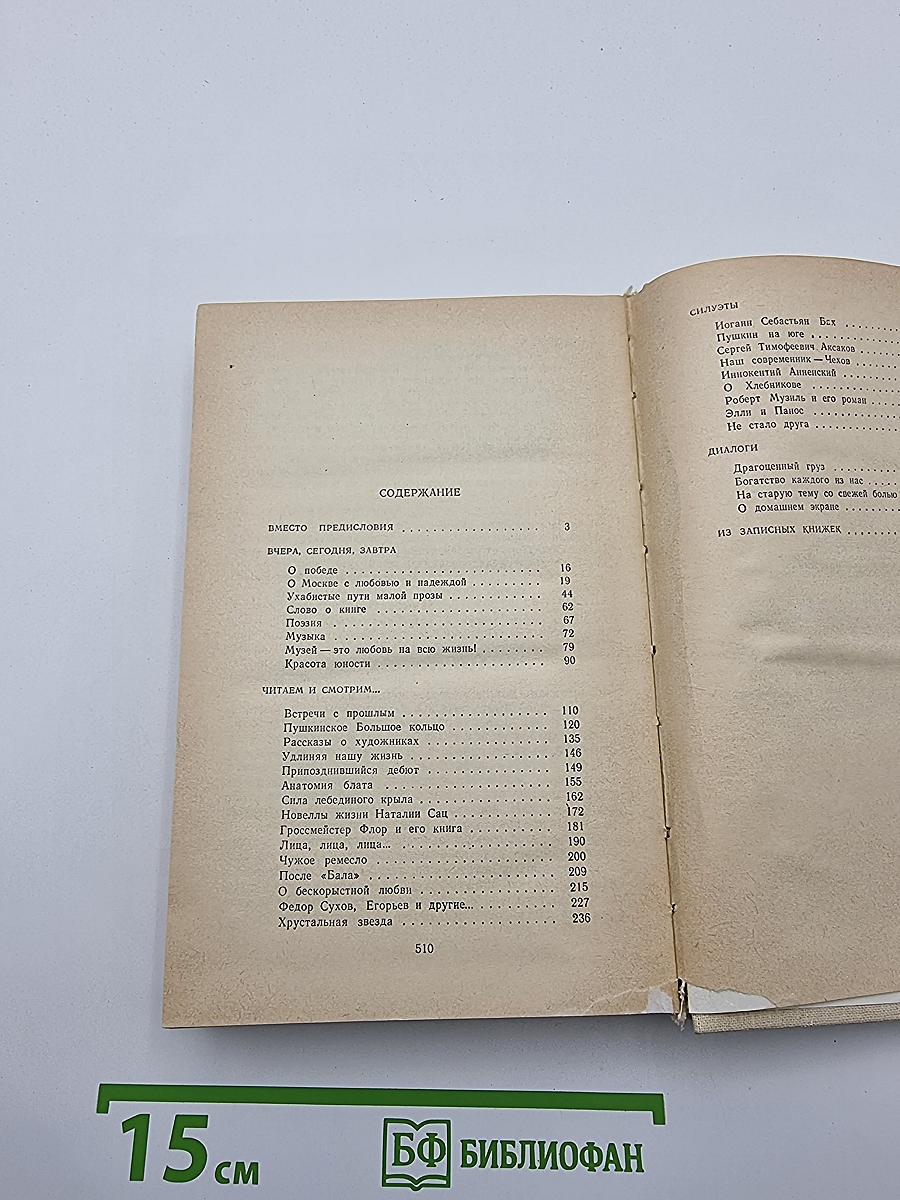 СОДЕРЖАНИЕ
ВМЕСТО ПРЕДИСЛОВИЯ . . . . . . . . . . . . . . . . . 3
ВЧЕРА, СЕГОДНЯ, ЗАВТРА
О победе . . . . . . . . . . . . . . . . . . . . . . . . 16
О Москве с любовью и надеждой . . . . . . . . . 19
Ухабистые пути малой прозы . . . . . . . . . . . . 44
Слово о книге . . . . . . . . . . . . . . . . . . . . . 62
Поэзия . . . . . . . . . . . . . . . . . . . . . . . . . . 67
Музыка . . . . . . . . . . . . . . . . . . . . . . . . . 72
Музей — это любовь на всю жизнь! . . . . . . . . 79
Красота юности . . . . . . . . . . . . . . . . . . . . 90
ЧИТАЕМ И СМОТРИМ...
Встречи с прошлым . . . . . . . . . . . . . . . . . . 110
Пушкинское Большое кольцо . . . . . . . . . . . . 120
Рассказы о художниках . . . . . . . . . . . . . . . 135
Удлиняя нашу жизнь . . . . . . . . . . . . . . . . . 146
Припозднившийся дебют . . . . . . . . . . . . . . . 149
Анатомия блата . . . . . . . . . . . . . . . . . . . . 155
Сила лебединого крыла . . . . . . . . . . . . . . . . 162
Новеллы жизни Наталии Сац . . . . . . . . . . . . 172
Гроссмейстер Флор и его книга . . . . . . . . . . 181
Лица, лица, лица... . . . . . . . . . . . . . . . . . . 190
Чужое ремесло . . . . . . . . . . . . . . . . . . . . . 200
После «Бала» . . . . . . . . . . . . . . . . . . . . . . 209
О бескорыстной любви . . . . . . . . . . . . . . . . 215
Федор Сухов, Егорьев и другие... . . . . . . . . . 227
Хрустальная звезда . . . . . . . . . . . . . . . . . . 236
510
СИЛУЭТЫ
Иоганн Себастьян Бах . . . . . . .
Пушкин на юге . . . . . . . . . . .
Сергей Тимофеевич Аксаков . . . . .
Наш современник — Чехов . . . . . .
Иннокентий Анненский . . . . . . . .
О Хлебникове . . . . . . . . . . . .
Роберт Музиль и его роман . . . . .
Элли и Панос . . . . . . . . . . . .
Не стало друга . . . . . . . . . . .
ДИАЛОГИ
Драгоценный груз . . . . . . . . . .
Богатство каждого из нас . . . . .
На старую тему со свежей болью
О домашнем экране . . . . . . . . .
ИЗ ЗАПИСНЫХ КНИЖЕК . . . . . . . .
15 см
БФ БИБЛИОФАН